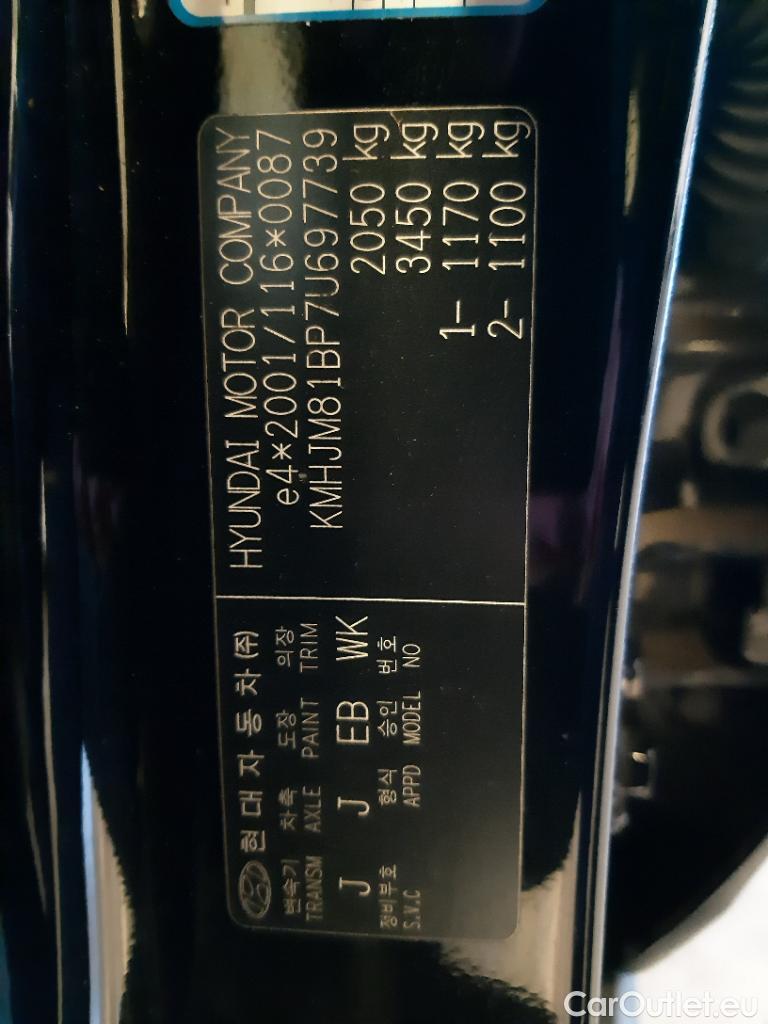 현대자동차(주)
변속기 차축 도장 의장
TRANSM AXLE PAINT TRIM
J J EB WK
정비부호 형식 승인 번호
S.V.C APPD MODEL NO
HYUNDAI MOTOR COMPANY
e4*2001/116*0087
KMHJM81BP7U697739
2050 kg
3450 kg
1- 1170 kg
2- 1100 kg
CarOutlet.eu